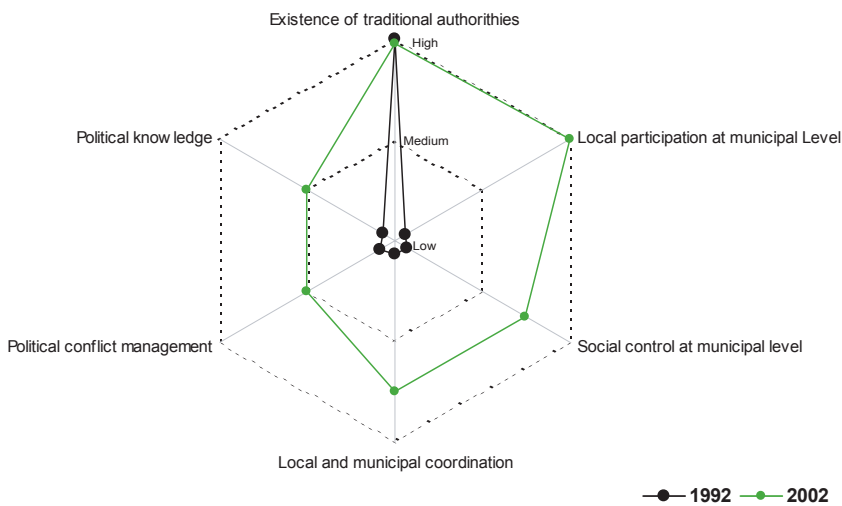 Existence of traditional authorithies
High
Political know ledge
Medium
Local participation at municipal Level
Low
Political conflict management
Social control at municipal level
Local and municipal coordination
1992 2002